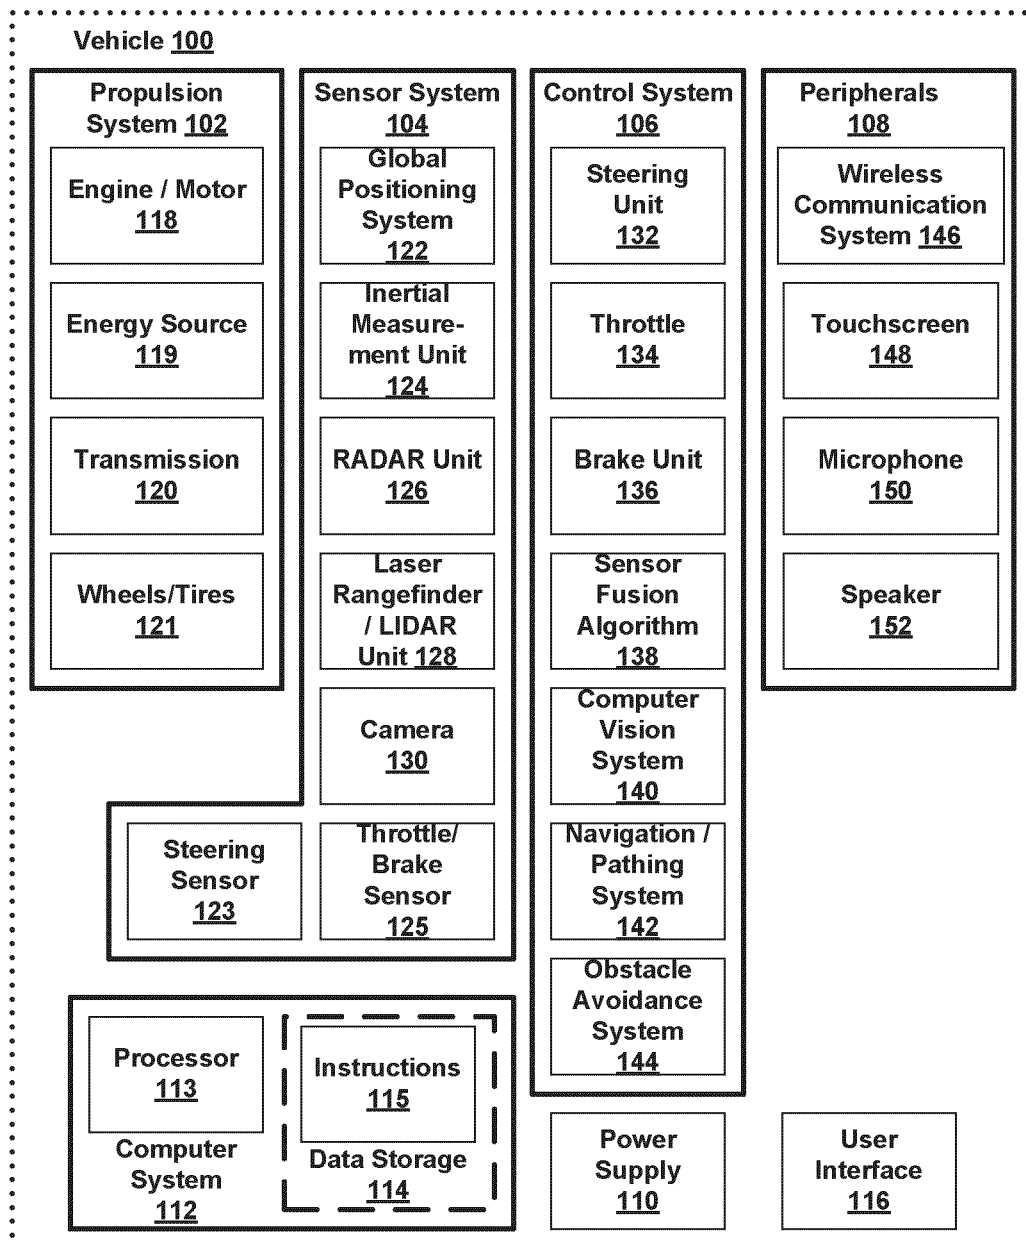 Vehicle 100
Propulsion
System 102
Engine / Motor
118
Energy Source
119
Transmission
120
Wheels/Tires
121
Sensor System
104
Global
Positioning
System
122
Inertial
Measure-
ment Unit
124
RADAR Unit
126
Laser
Rangefinder
/ LIDAR
Unit 128
Camera
130
Steering
Sensor
123
Throttle/
Brake
Sensor
125
Control System
106
Steering
Unit
132
Throttle
134
Brake Unit
136
Sensor
Fusion
Algorithm
138
Computer
Vision
System
140
Navigation /
Pathing
System
142
Obstacle
Avoidance
System
144
Peripherals
108
Wireless
Communication
System 146
Touchscreen
148
Microphone
150
Speaker
152
Processor
113
Computer
System
112
Instructions
115
Data Storage
114
Power
Supply
110
User
Interface
116